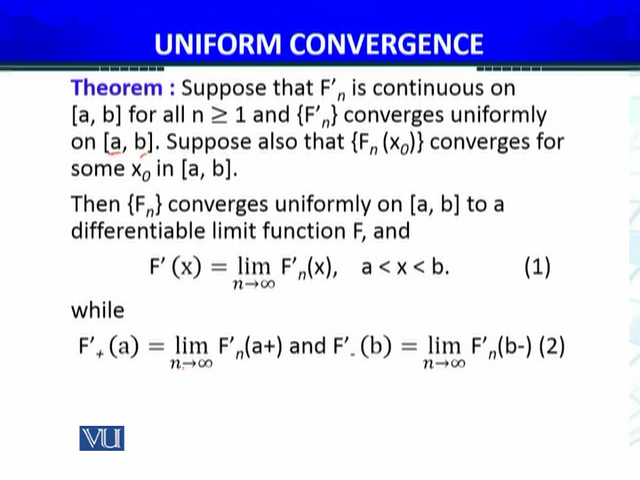 UNIFORM CONVERGENCE
Theorem : Suppose that F′ₙ is continuous on
[a, b] for all n ≥ 1 and {F′ₙ} converges uniformly
on [a, b]. Suppose also that {Fₙ (x₀)} converges for
some x₀ in [a, b].
Then {Fₙ} converges uniformly on [a, b] to a
differentiable limit function F, and
F′ (x) = lim n→∞ F′ₙ(x), a < x < b. (1)
while
F′₊ (a) = lim n→∞ F′ₙ(a+) and F′₋ (b) = lim n→∞ F′ₙ(b-) (2)
VU